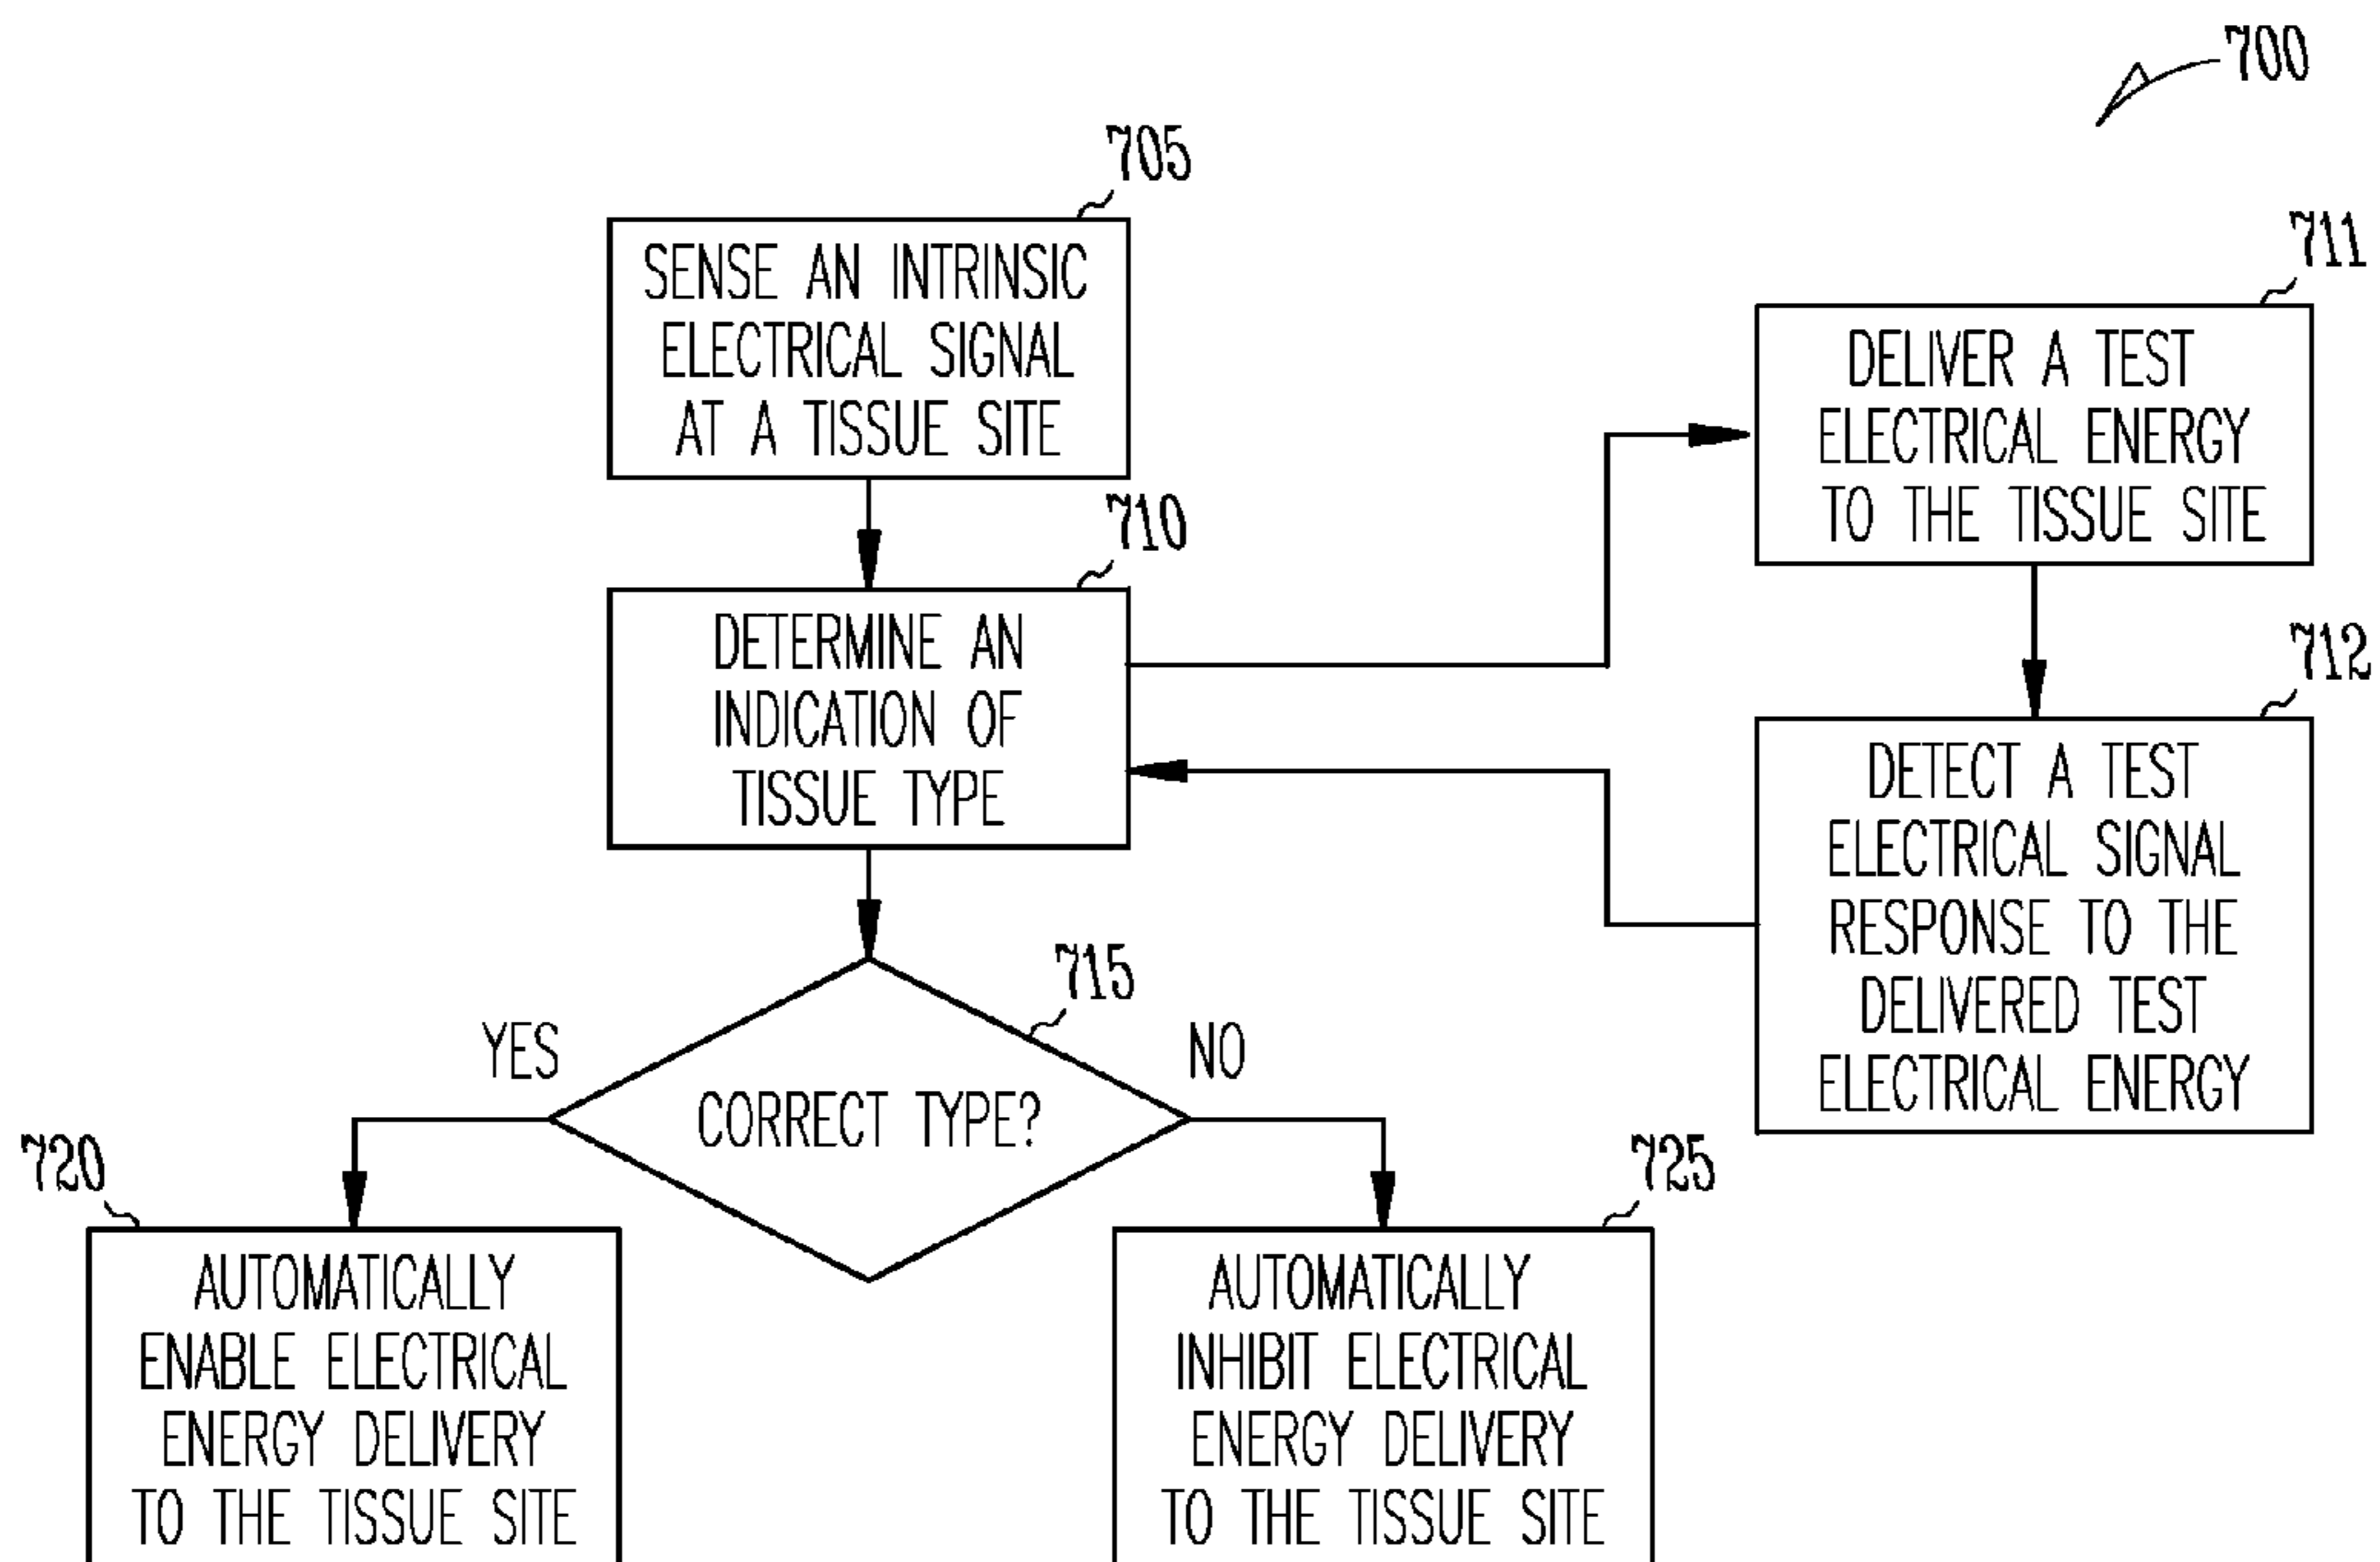 700
705
SENSE AN INTRINSIC
ELECTRICAL SIGNAL
AT A TISSUE SITE
710
DETERMINE AN
INDICATION OF
TISSUE TYPE
711
DELIVER A TEST
ELECTRICAL ENERGY
TO THE TISSUE SITE
712
DETECT A TEST
ELECTRICAL SIGNAL
RESPONSE TO THE
DELIVERED TEST
ELECTRICAL ENERGY
715
CORRECT TYPE?
YES
NO
720
AUTOMATICALLY
ENABLE ELECTRICAL
ENERGY DELIVERY
TO THE TISSUE SITE
725
AUTOMATICALLY
INHIBIT ELECTRICAL
ENERGY DELIVERY
TO THE TISSUE SITE